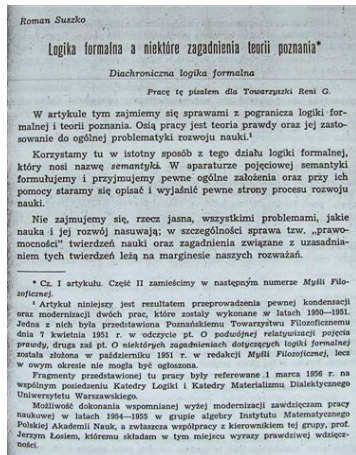 Roman Suszko
Logika formalna a niektóre zagadnienia teorii poznania*
Diachroniczna logika formalna
Pracę tę pisałem dla Towarzyszki Reni G.
W artykule tym zajmiemy się sprawami z pogranicza logiki for-
malnej i teorii poznania. Osią pracy jest teoria prawdy oraz jej zasto-
sowanie do ogólnej problematyki rozwoju nauki.¹
Korzystamy tu w istotny sposób z tego działu logiki formalnej,
który nosi nazwę semantyki. W aparaturze pojęciowej semantyki
formułujemy i przyjmujemy pewne ogólne założenia oraz przy ich
pomocy staramy się opisać i wyjaśnić pewne strony procesu rozwoju
nauki.
Nie zajmujemy się, rzecz jasna, wszystkimi problemami, jakie
nauka i jej rozwój nasuwają; w szczególności sprawa tzw. „prawo-
mocności” twierdzeń nauki oraz zagadnienia związane z uzasadnia-
niem tych twierdzeń leżą na marginesie naszych rozważań.
* Cz. I artykułu. Część II zamieścimy w następnym numerze Myśli Filo-
zoficznej.
¹ Artykuł niniejszy jest rezultatem przeprowadzenia pewnej kondensacji
oraz modernizacji dwóch prac, które zostały wykonane w latach 1950—1951.
Jedna z nich była przedstawiona Poznańskiemu Towarzystwu Filozoficznemu
dnia 7 kwietnia 1951 r. w odczycie pt. O podwójnej relatywizacji pojęcia
prawdy, druga zaś pt. O niektórych zagadnieniach dotyczących logiki formalnej
została złożona w październiku 1951 r. w redakcji Myśli Filozoficznej, lecz
w owym okresie nie mogła być ogłoszona.
Fragmenty przedstawionej tu pracy były referowane 1 marca 1956 r. na
wspólnym posiedzeniu Katedry Logiki i Katedry Materializmu Dialektycznego
Uniwersytetu Warszawskiego.
Możliwość dokonania wspomnianej wyżej modernizacji zawdzięczam pracy
naukowej w latach 1954—1955 w grupie algebry Instytutu Matematycznego
Polskiej Akademii Nauk, a zwłaszcza współpracy z kierownikiem tej grupy, prof.
Jerzym Łosiem, któremu składam w tym miejscu wyrazy prawdziwej wdzięcz-
ności.